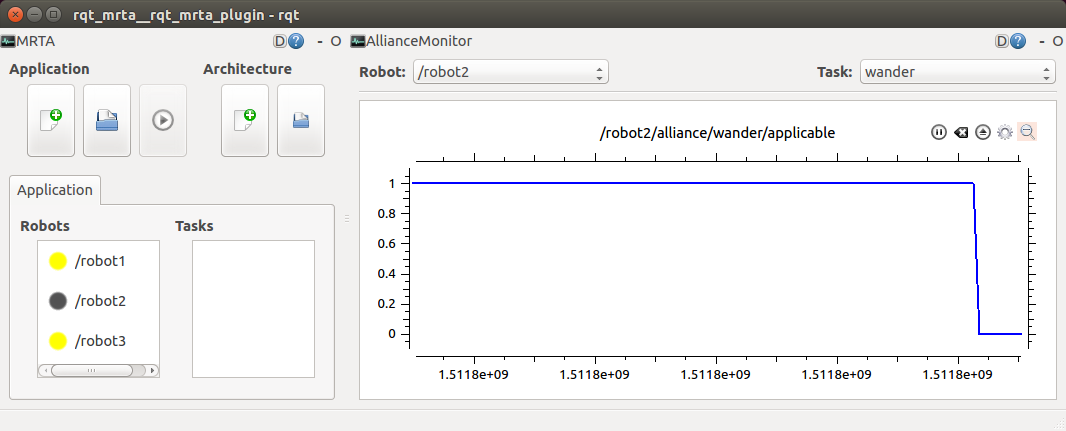 rqt_mrta__rqt_mrta_plugin - rqt
MRTA
D ? - O
AllianceMonitor
D ? - O
Application
Architecture
Robot: /robot2
Task: wander
Application
Robots
Tasks
/robot1
/robot2
/robot3
/robot2/alliance/wander/applicable
1
0.8
0.6
0.4
0.2
0
1.5118e+09 1.5118e+09 1.5118e+09 1.5118e+09 1.5118e+09